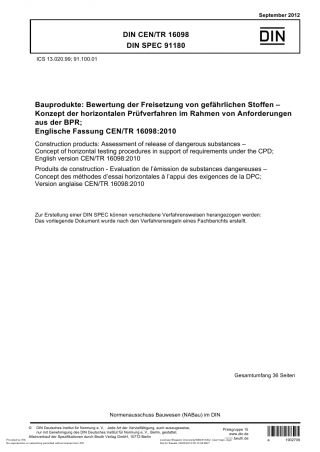 September 2012
DIN CEN/TR 16098
DIN SPEC 91180
DIN
ICS 13.020.99; 91.100.01
Bauprodukte: Bewertung der Freisetzung von gefährlichen Stoffen –
Konzept der horizontalen Prüfverfahren im Rahmen von Anforderungen
aus der BPR;
Englische Fassung CEN/TR 16098:2010
Construction products: Assessment of release of dangerous substances –
Concept of horizontal testing procedures in support of requirements under the CPD;
English version CEN/TR 16098:2010
Produits de construction - Evaluation de l'émission de substances dangereuses –
Concept des méthodes d'essai horizontales à l'appui des exigences de la DPC;
Version anglaise CEN/TR 16098:2010
Zur Erstellung einer DIN SPEC können verschiedene Verfahrensweisen herangezogen werden:
Das vorliegende Dokument wurde nach den Verfahrensregeln eines Fachberichts erstellt.
Gesamtumfang 36 Seiten
Normenausschuss Bauwesen (NABau) im DIN
© DIN Deutsches Institut für Normung e. V. · Jede Art der Vervielfältigung, auch auszugsweise,
nur mit Genehmigung des DIN Deutsches Institut für Normung e. V., Berlin, gestattet.
Alleinverkauf der Spezifikationen durch Beuth Verlag GmbH, 10772 Berlin
Preisgruppe 15
www.din.de
www.beuth.de